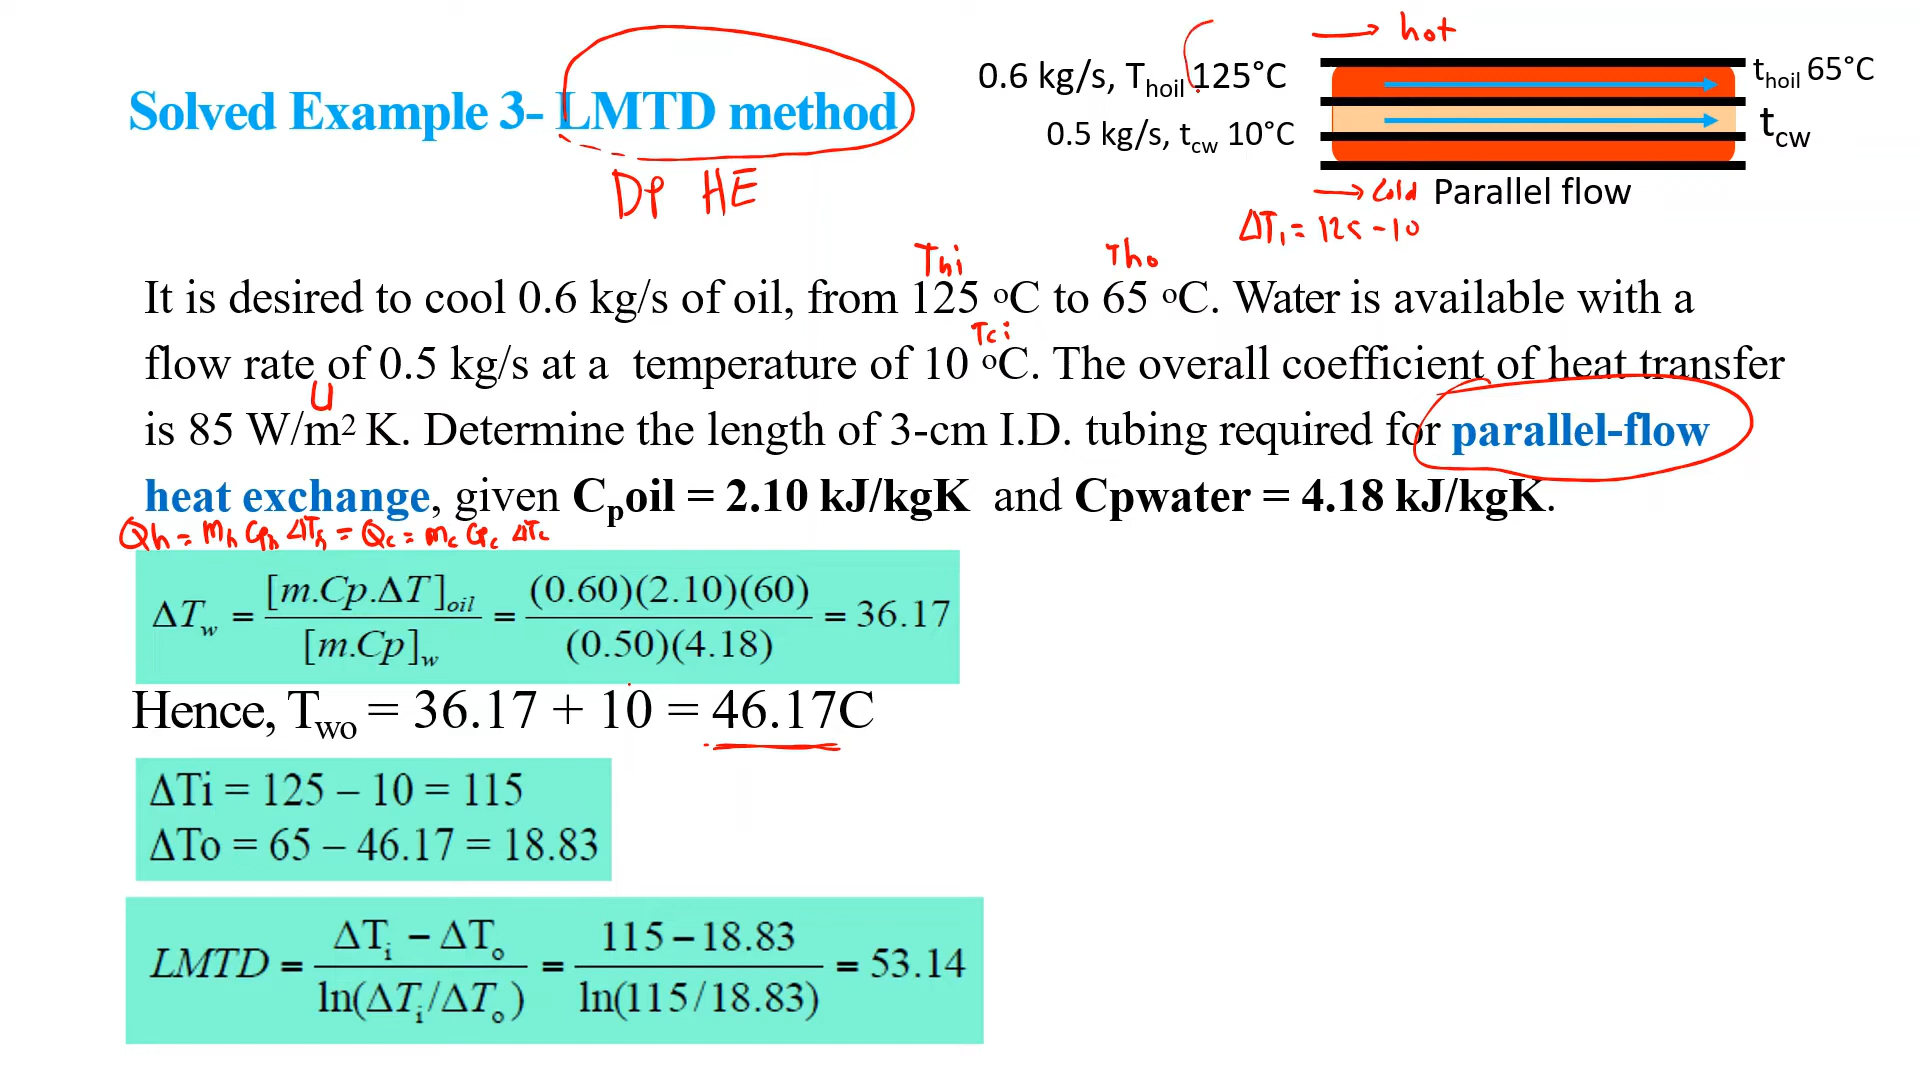 Solved Example 3- LMTD method
DP HE
hot
0.6 kg/s, Thoil 125°C
thoil 65°C
0.5 kg/s, tcw 10°C
tcw
cold Parallel flow
ΔT1 = 125 - 10
Thi Tho
It is desired to cool 0.6 kg/s of oil, from 125 oC to 65 oC. Water is available with a
Tci
flow rate of 0.5 kg/s at a temperature of 10 oC. The overall coefficient of heat transfer
U
is 85 W/m2 K. Determine the length of 3-cm I.D. tubing required for parallel-flow
heat exchange, given Cpoil = 2.10 kJ/kgK and Cpwater = 4.18 kJ/kgK.
Qh = mh Cph ΔTh = Qc = mc Cpc ΔTc
ΔTw = [m.Cp.ΔT]oil / [m.Cp]w = (0.60)(2.10)(60) / (0.50)(4.18) = 36.17
Hence, Two = 36.17 + 10 = 46.17C
ΔTi = 125 – 10 = 115
ΔTo = 65 – 46.17 = 18.83
LMTD = ΔTi – ΔTo / ln(ΔTi/ΔTo) = 115 – 18.83 / ln(115/18.83) = 53.14